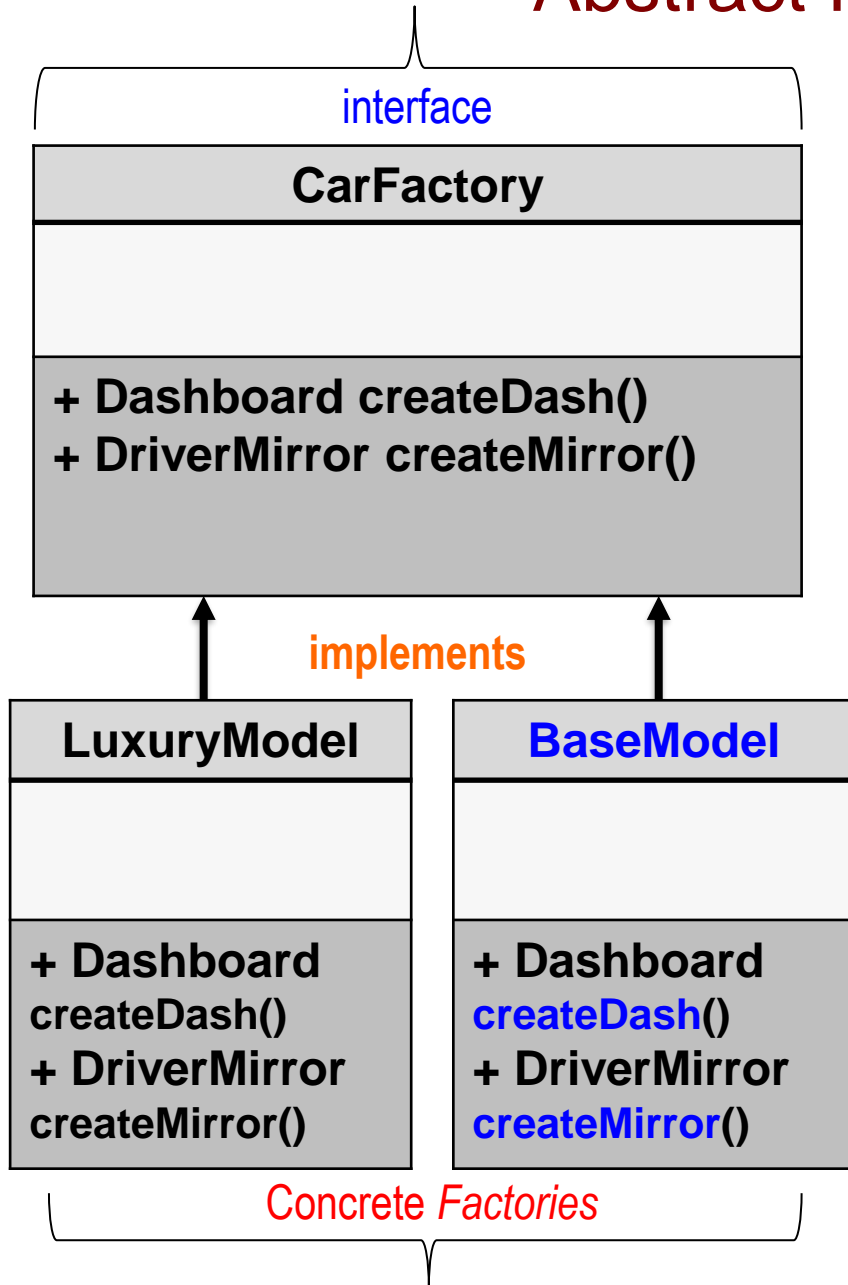 Abstract
interface
CarFactory
+ Dashboard createDash()
+ DriverMirror createMirror()
implements
LuxuryModel
+ Dashboard
createDash()
+ DriverMirror
createMirror()
BaseModel
+ Dashboard
createDash()
+ DriverMirror
createMirror()
Concrete Factories